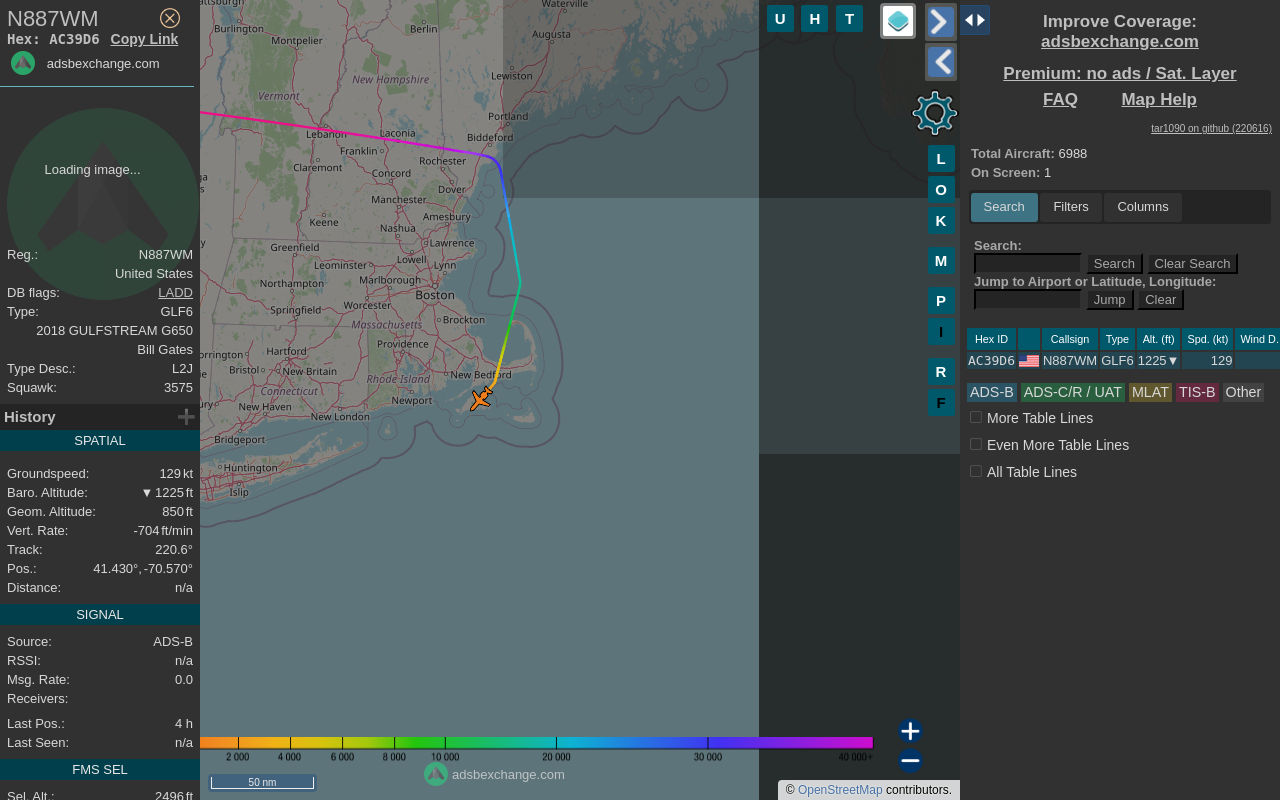 N887WM
Hex: AC39D6 Copy Link
adsbexchange.com
Loading image...
Reg.: N887WM
United States
DB flags: LADD
Type: GLF6
2018 GULFSTREAM G650
Bill Gates
Type Desc.: L2J
Squawk: 3575
History
SPATIAL
Groundspeed: 129 kt
Baro. Altitude: ▼ 1225 ft
Geom. Altitude: 850 ft
Vert. Rate: -704 ft/min
Track: 220.6°
Pos.: 41.430°, -70.570°
Distance: n/a
SIGNAL
Source: ADS-B
RSSI: n/a
Msg. Rate: 0.0
Receivers:
Last Pos.: 4 h
Last Seen: n/a
FMS SEL
Sel. Alt.: 2496 ft
Waterville
Burlington
Berlin
Montpelier
Augusta
Lewiston
New Hampshire
Vermont
Portland
Lebanon
Laconia
Biddeford
Franklin
Rochester
Claremont
Concord
Dover
Manchester
Amesbury
Keene
Nashua
Lawrence
Greenfield
Lowell
Leominster
Lynn
Northampton
Marlborough
Boston
Worcester
Springfield
Brockton
Massachusetts
Providence
Hartford
Torrington
Bristol
New Britain
Rhode Island
New Bedford
Connecticut
Newport
New Haven
New London
Bridgeport
Huntington
Islip
2 000 4 000 6 000 8 000 10 000 20 000 30 000 40 000+
50 nm
adsbexchange.com
© OpenStreetMap contributors.
U H T
L
O
K
M
P
I
R
F
Improve Coverage:
adsbexchange.com
Premium: no ads / Sat. Layer
FAQ Map Help
tar1090 on github (220616)
Total Aircraft: 6988
On Screen: 1
Search Filters Columns
Search:
Search Clear Search
Jump to Airport or Latitude, Longitude:
Jump Clear
Hex ID Callsign Type Alt. (ft) Spd. (kt) Wind D.
AC39D6 N887WM GLF6 1225▼ 129
ADS-B ADS-C/R / UAT MLAT TIS-B Other
More Table Lines
Even More Table Lines
All Table Lines